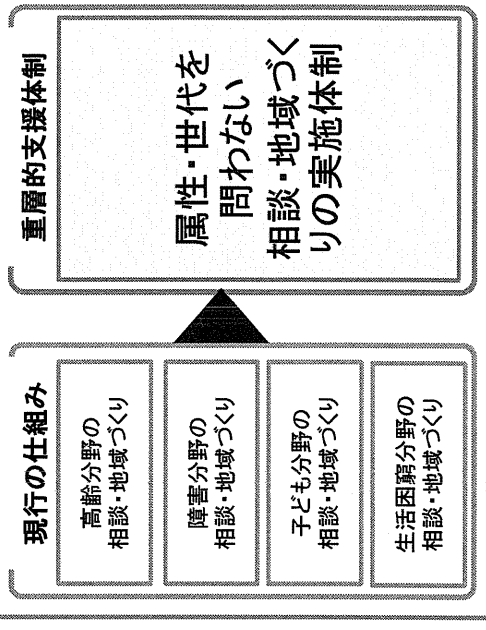 現行の仕組み
高齢分野の
相談・地域づくり
障害分野の
相談・地域づくり
子ども分野の
相談・地域づくり
生活困窮分野の
相談・地域づくり
重層的支援体制
属性・世代を
問わない
相談・地域づく
りの実施体制